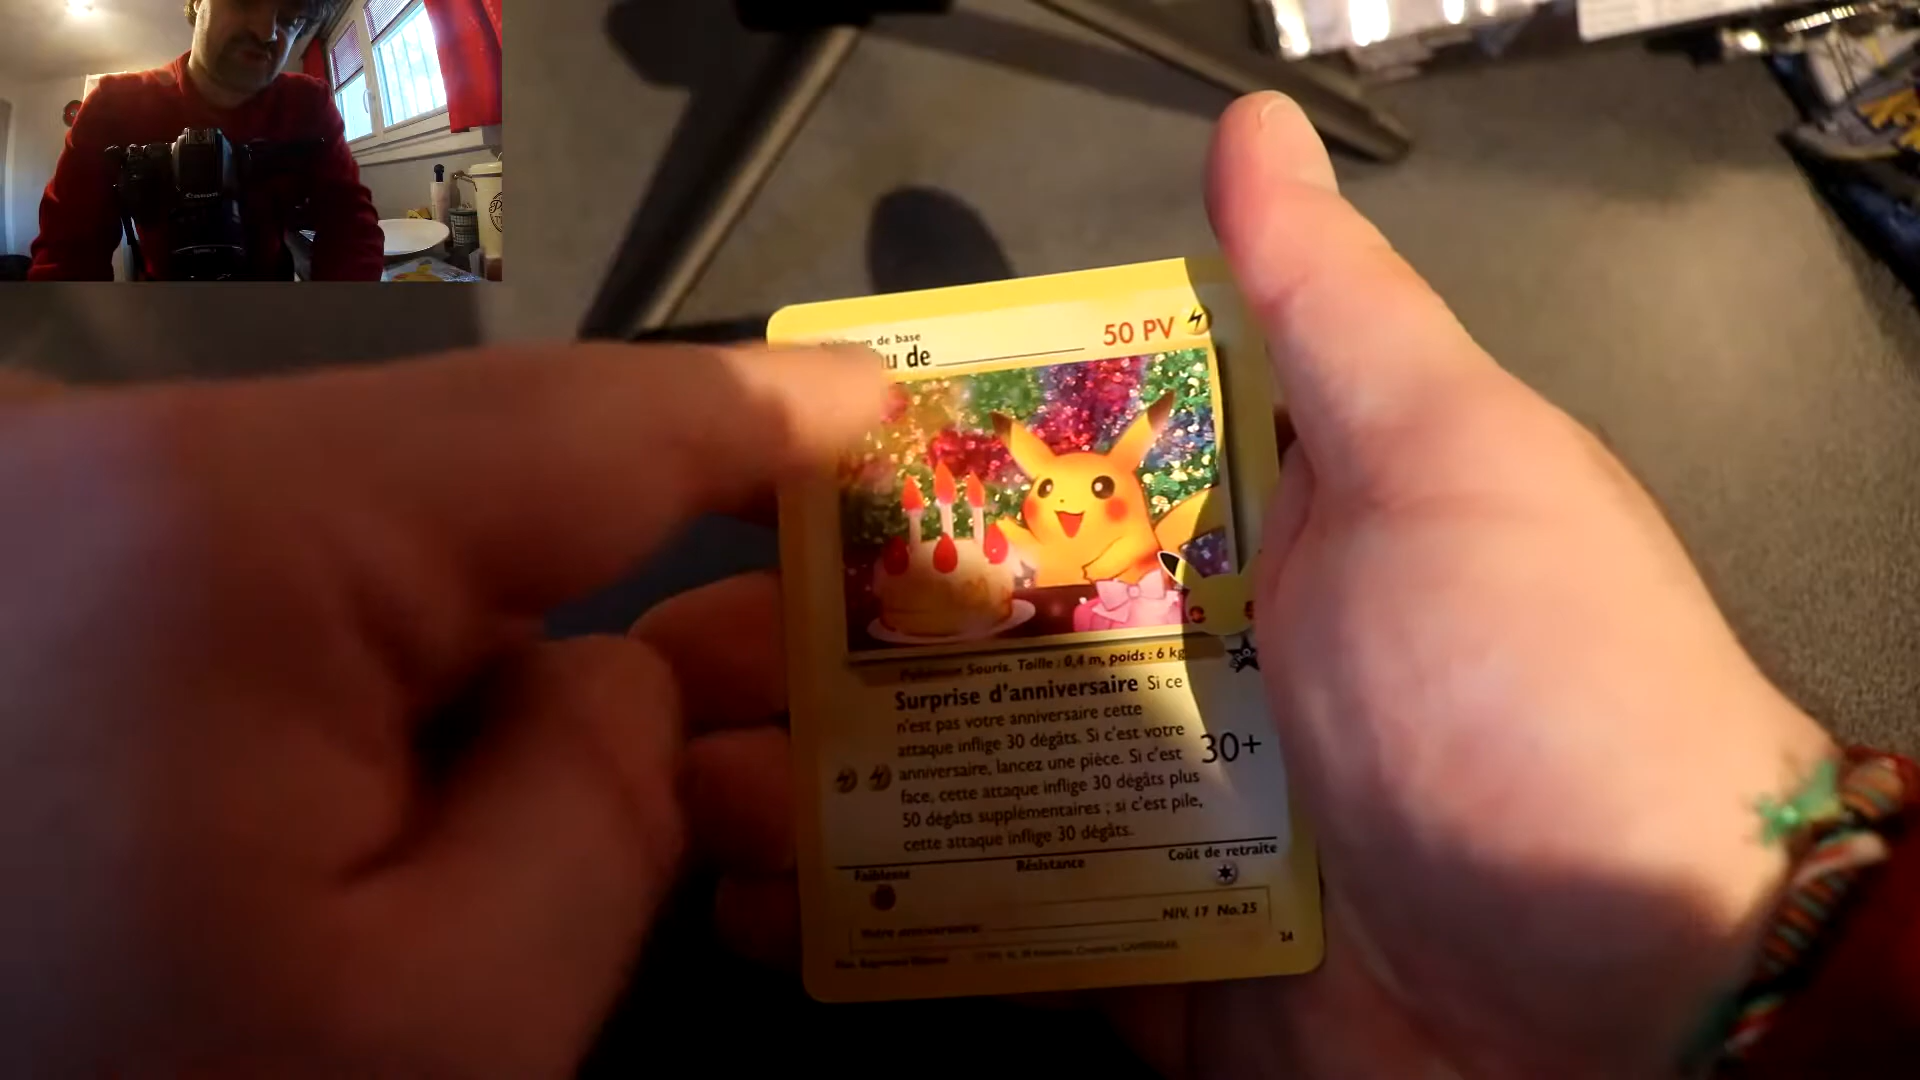 Canon
de base
de
50 PV
Pokémon Souris. Taille : 0,4 m, poids : 6 kg
Surprise d'anniversaire Si ce
n'est pas votre anniversaire cette
attaque inflige 30 dégâts. Si c'est votre
anniversaire, lancez une pièce. Si c'est
face, cette attaque inflige 30 dégâts plus
50 dégâts supplémentaires ; si c'est pile,
cette attaque inflige 30 dégâts.
30+
Faiblesse
Résistance
Coût de retraite
Votre anniversaire:
NIV. 17 No.25
24